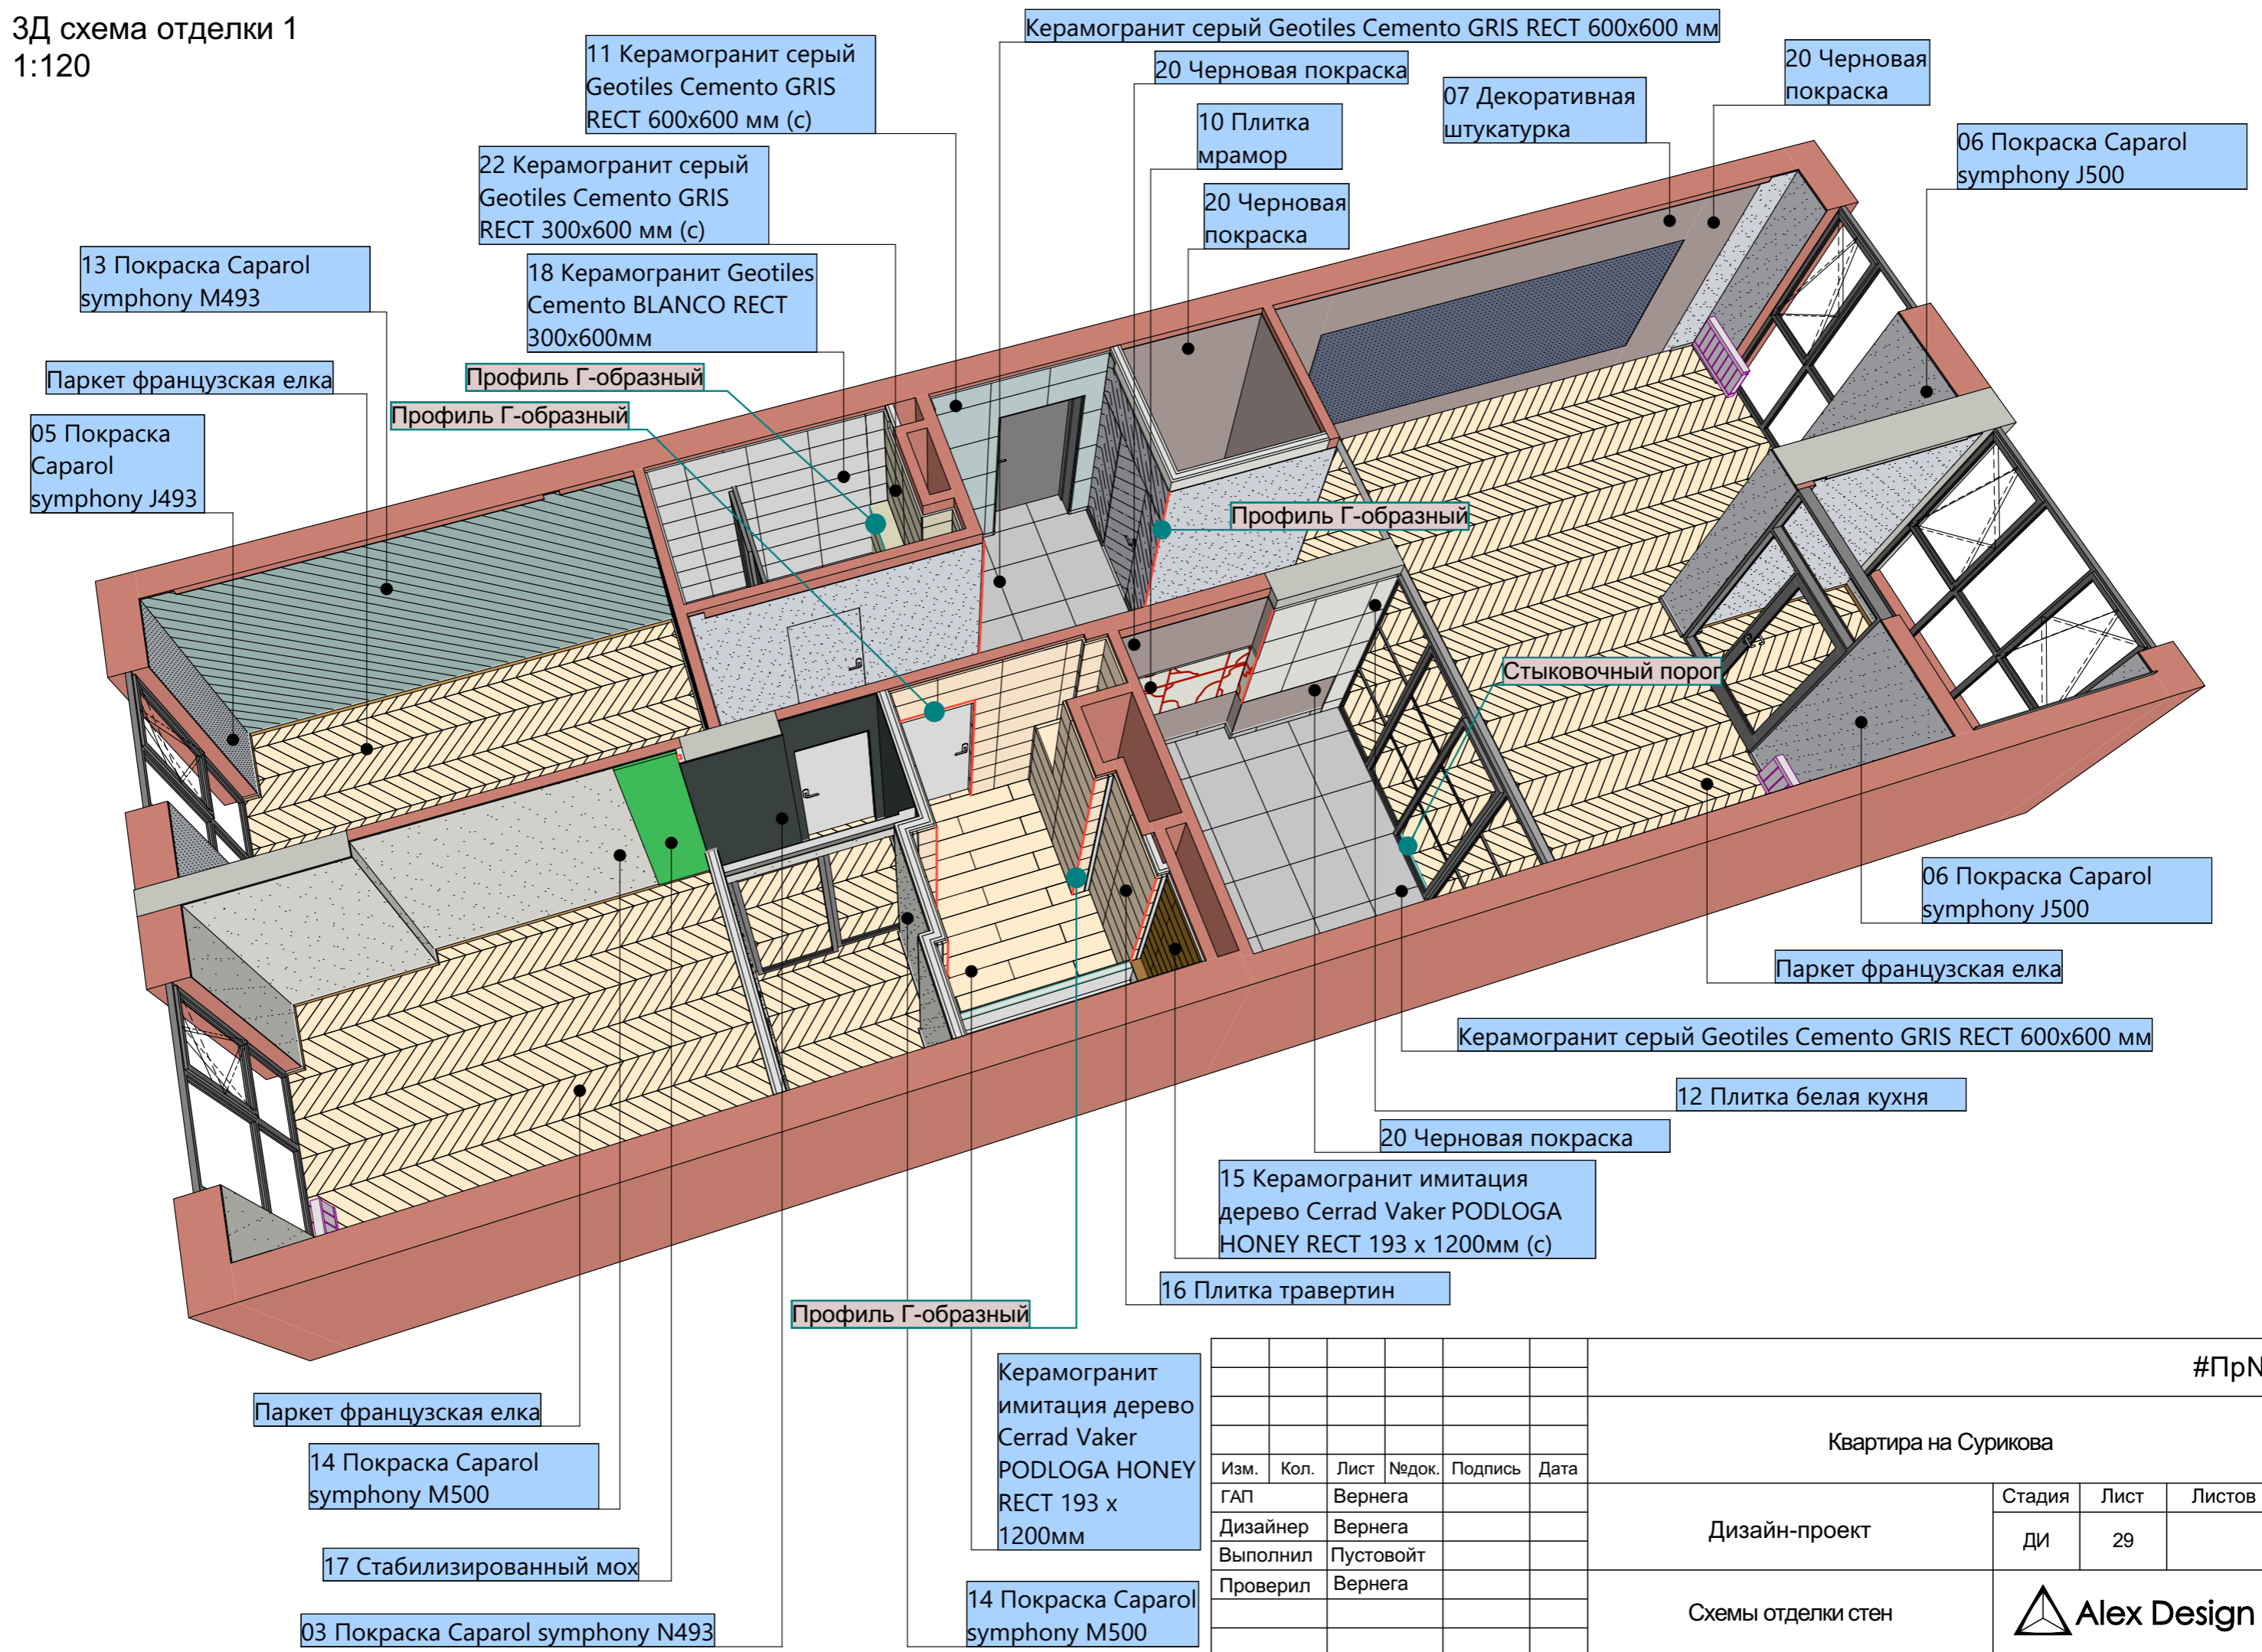 3Д схема отделки 1
1:120
Керамогранит серый Geotiles Cemento GRIS RECT 600x600 мм
11 Керамогранит серый
Geotiles Cemento GRIS
RECT 600x600 мм (с)
20 Черновая покраска
20 Черновая
покраска
07 Декоративная
штукатурка
10 Плитка
мрамор
06 Покраска Caparol
symphony J500
22 Керамогранит серый
Geotiles Cemento GRIS
RECT 300x600 мм (с)
20 Черновая
покраска
13 Покраска Caparol
symphony M493
18 Керамогранит Geotiles
Cemento BLANCO RECT
300x600мм
Паркет французская елка
Профиль Г-образный
Профиль Г-образный
05 Покраска
Caparol
symphony J493
Профиль Г-образный
Стыковочный порог
06 Покраска Caparol
symphony J500
Паркет французская елка
Керамогранит серый Geotiles Cemento GRIS RECT 600x600 мм
12 Плитка белая кухня
20 Черновая покраска
15 Керамогранит имитация
дерево Cerrad Vaker PODLOGA
HONEY RECT 193 x 1200мм (с)
16 Плитка травертин
Профиль Г-образный
Керамогранит
имитация дерево
Cerrad Vaker
PODLOGA HONEY
RECT 193 x
1200мм
Паркет французская елка
14 Покраска Caparol
symphony M500
17 Стабилизированный мох
03 Покраска Caparol symphony N493
14 Покраска Caparol
symphony M500
#ПрN
Квартира на Сурикова
Изм. Кол. Лист №док. Подпись Дата
ГАП Вернега
Дизайнер Вернега
Выполнил Пустовойт
Проверил Вернега
Дизайн-проект
Стадия Лист Листов
ДИ 29
Схемы отделки стен
Alex Design